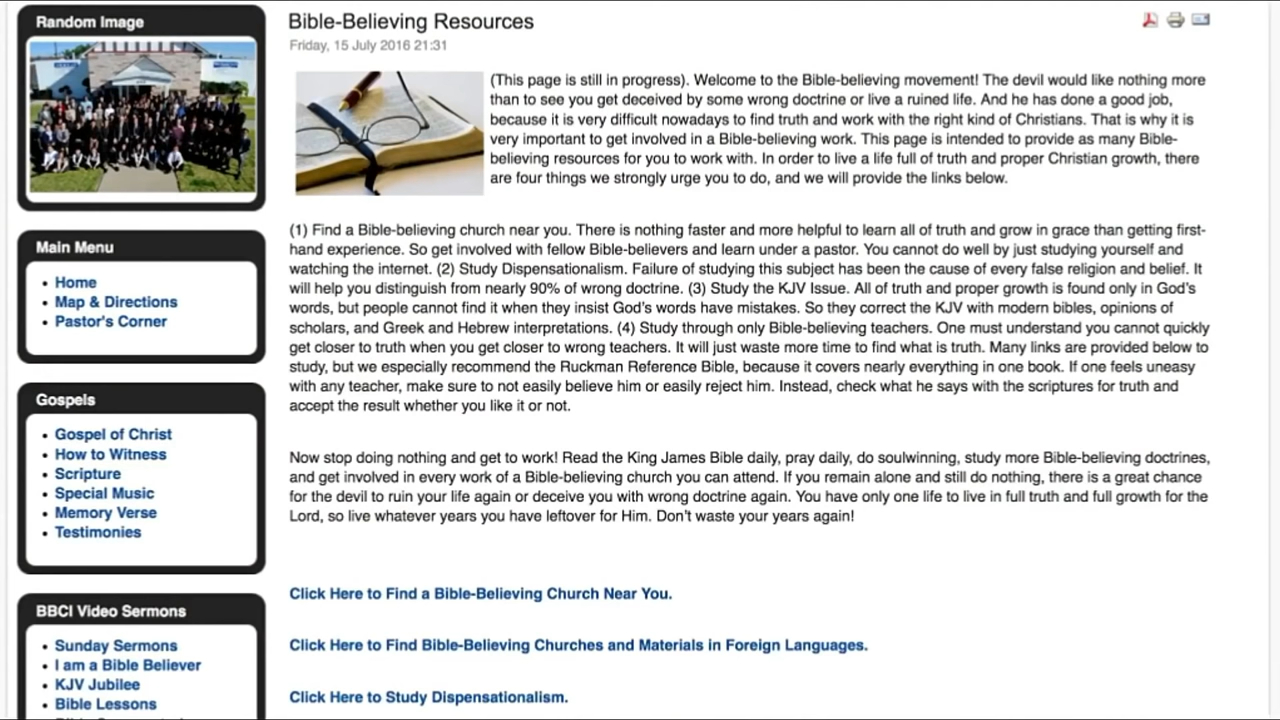 Random Image
Main Menu
Home
Map & Directions
Pastor's Corner
Gospels
Gospel of Christ
How to Witness
Scripture
Special Music
Memory Verse
Testimonies
BBCI Video Sermons
Sunday Sermons
I am a Bible Believer
KJV Jubilee
Bible Lessons
Bible-Believing Resources
Friday, 15 July 2016 21:31
(This page is still in progress). Welcome to the Bible-believing movement! The devil would like nothing more
than to see you get deceived by some wrong doctrine or live a ruined life. And he has done a good job,
because it is very difficult nowadays to find truth and work with the right kind of Christians. That is why it is
very important to get involved in a Bible-believing work. This page is intended to provide as many Bible-
believing resources for you to work with. In order to live a life full of truth and proper Christian growth, there
are four things we strongly urge you to do, and we will provide the links below.
(1) Find a Bible-believing church near you. There is nothing faster and more helpful to learn all of truth and grow in grace than getting first-
hand experience. So get involved with fellow Bible-believers and learn under a pastor. You cannot do well by just studying yourself and
watching the internet. (2) Study Dispensationalism. Failure of studying this subject has been the cause of every false religion and belief. It
will help you distinguish from nearly 90% of wrong doctrine. (3) Study the KJV Issue. All of truth and proper growth is found only in God's
words, but people cannot find it when they insist God's words have mistakes. So they correct the KJV with modern bibles, opinions of
scholars, and Greek and Hebrew interpretations. (4) Study through only Bible-believing teachers. One must understand you cannot quickly
get closer to truth when you get closer to wrong teachers. It will just waste more time to find what is truth. Many links are provided below to
study, but we especially recommend the Ruckman Reference Bible, because it covers nearly everything in one book. If one feels uneasy
with any teacher, make sure to not easily believe him or easily reject him. Instead, check what he says with the scriptures for truth and
accept the result whether you like it or not.
Now stop doing nothing and get to work! Read the King James Bible daily, pray daily, do soulwinning, study more Bible-believing doctrines,
and get involved in every work of a Bible-believing church you can attend. If you remain alone and still do nothing, there is a great chance
for the devil to ruin your life again or deceive you with wrong doctrine again. You have only one life to live in full truth and full growth for the
Lord, so live whatever years you have leftover for Him. Don't waste your years again!
Click Here to Find a Bible-Believing Church Near You.
Click Here to Find Bible-Believing Churches and Materials in Foreign Languages.
Click Here to Study Dispensationalism.